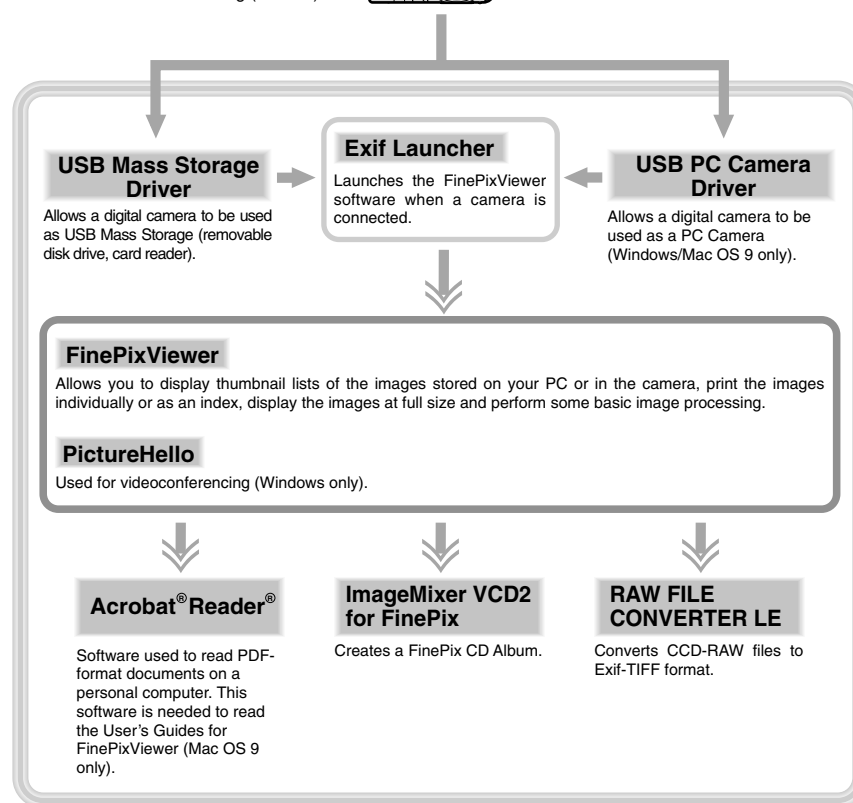 USB Mass Storage
Driver
Allows a digital camera to be used
as USB Mass Storage (removable
disk drive, card reader).
Exif Launcher
Launches the FinePixViewer
software when a camera is
connected.
USB PC Camera
Driver
Allows a digital camera to be
used as a PC Camera
(Windows/Mac OS 9 only).
FinePixViewer
Allows you to display thumbnail lists of the images stored on your PC or in the camera, print the images
individually or as an index, display the images at full size and perform some basic image processing.
PictureHello
Used for videoconferencing (Windows only).
Acrobat®Reader®
Software used to read PDF-
format documents on a
personal computer. This
software is needed to read
the User's Guides for
FinePixViewer (Mac OS 9
only).
ImageMixer VCD2
for FinePix
Creates a FinePix CD Album.
RAW FILE
CONVERTER LE
Converts CCD-RAW files to
Exif-TIFF format.